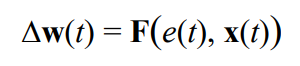 Δw(t) = F(e(t), x(t))